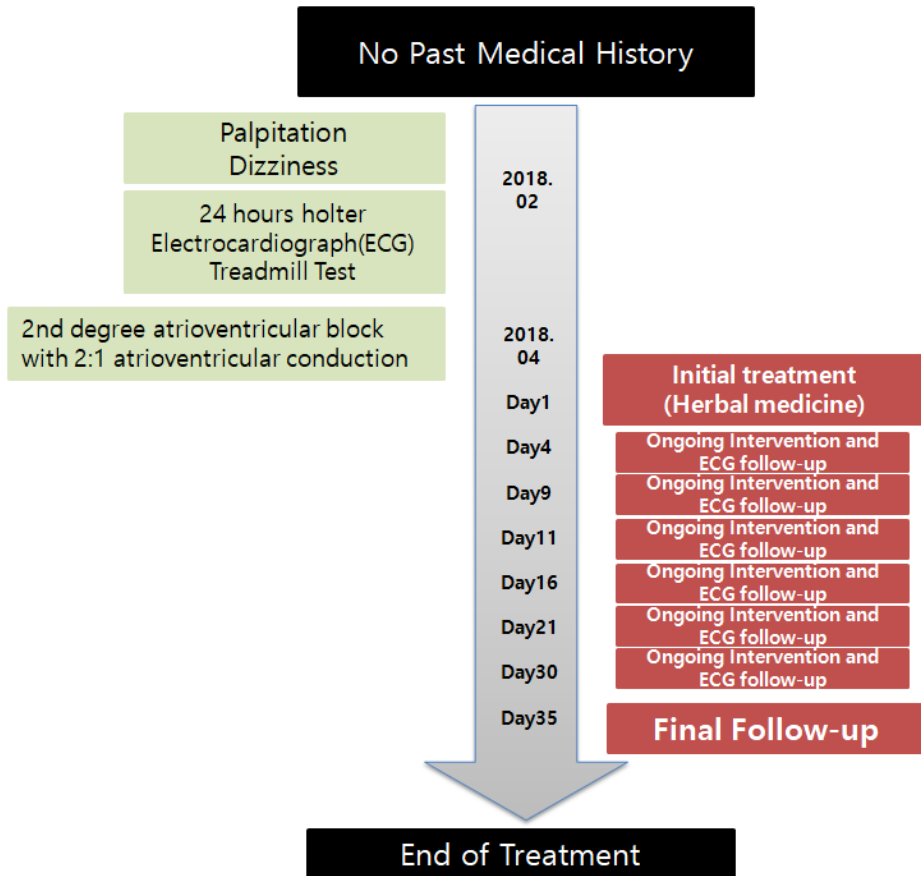 No Past Medical History
Palpitation
Dizziness
2018.
02
24 hours holter
Electrocardiograph(ECG)
Treadmill Test
2nd degree atrioventricular block
with 2:1 atrioventricular conduction
2018.
04
Day1
Initial treatment
(Herbal medicine)
Day4
Ongoing Intervention and
ECG follow-up
Day9
Ongoing Intervention and
ECG follow-up
Day11
Ongoing Intervention and
ECG follow-up
Day16
Ongoing Intervention and
ECG follow-up
Day21
Ongoing Intervention and
ECG follow-up
Day30
Ongoing Intervention and
ECG follow-up
Day35
Final Follow-up
End of Treatment